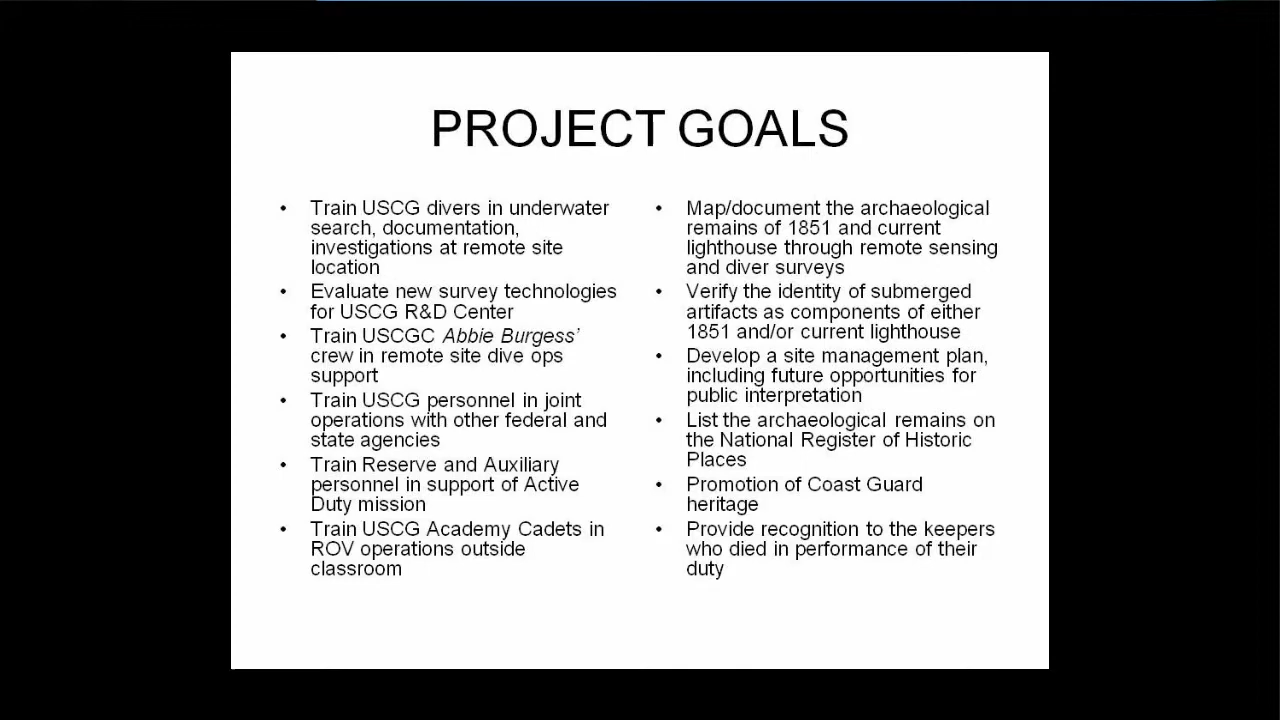 PROJECT GOALS
• Train USCG divers in underwater
search, documentation,
investigations at remote site
location
• Evaluate new survey technologies
for USCG R&D Center
• Train USCGC Abbie Burgess’
crew in remote site dive ops
support
• Train USCG personnel in joint
operations with other federal and
state agencies
• Train Reserve and Auxiliary
personnel in support of Active
Duty mission
• Train USCG Academy Cadets in
ROV operations outside
classroom
• Map/document the archaeological
remains of 1851 and current
lighthouse through remote sensing
and diver surveys
• Verify the identity of submerged
artifacts as components of either
1851 and/or current lighthouse
• Develop a site management plan,
including future opportunities for
public interpretation
• List the archaeological remains on
the National Register of Historic
Places
• Promotion of Coast Guard
heritage
• Provide recognition to the keepers
who died in performance of their
duty